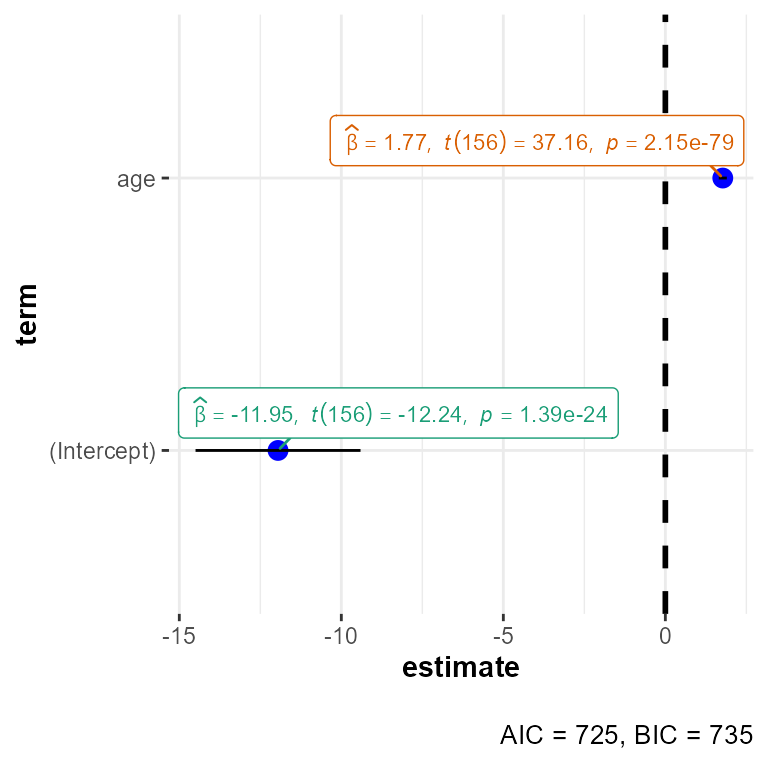 β̂ = 1.77, t(156) = 37.16, p = 2.15e-79
age
term
β̂ = -11.95, t(156) = -12.24, p = 1.39e-24
(Intercept)
-15 -10 -5 0
estimate
AIC = 725, BIC = 735